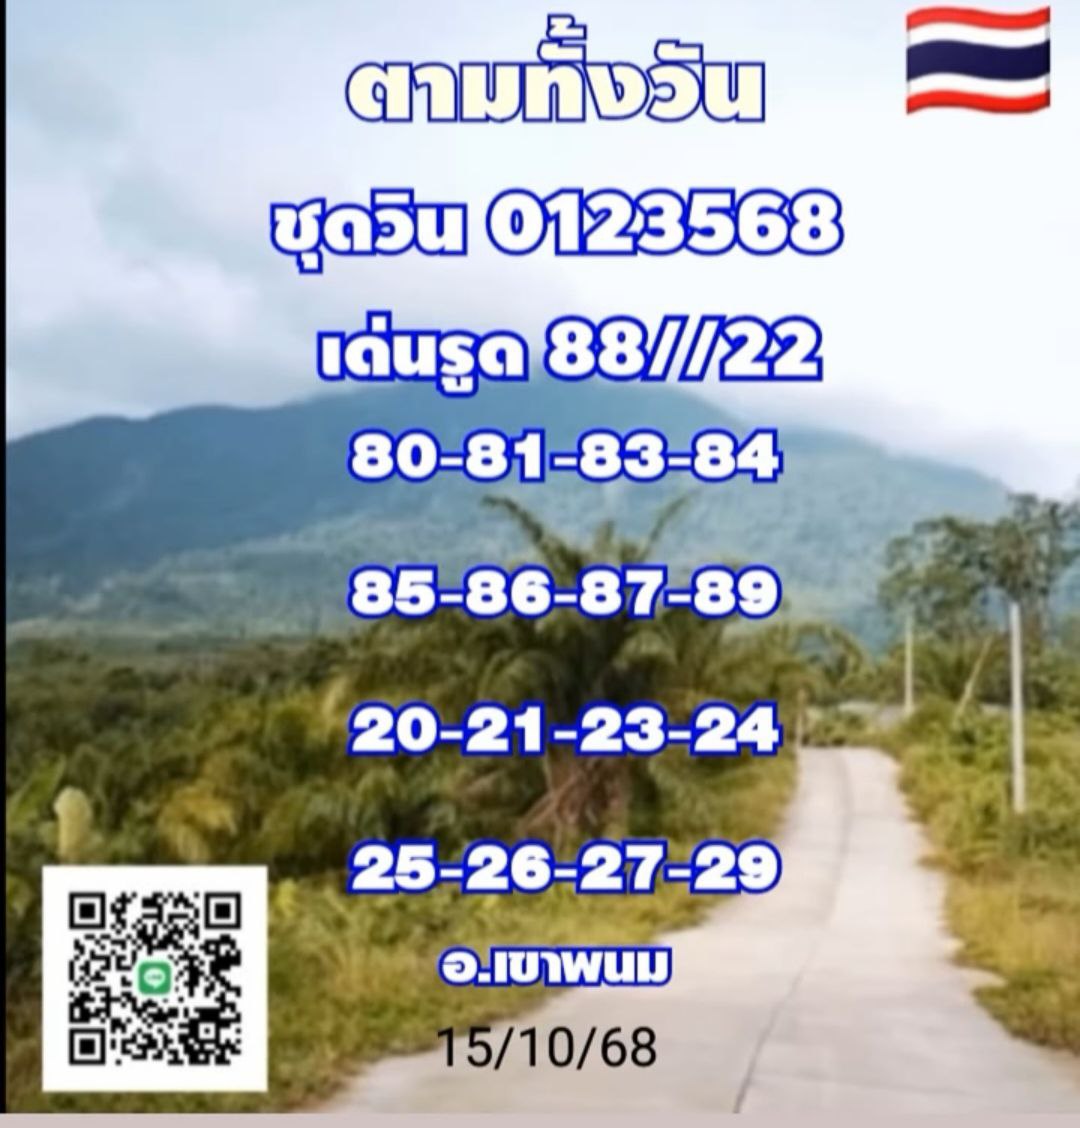 ตามทั้งวัน
ชุดวิน 0123568
เด่นรูด 88///22
80-81-83-84
85-86-87-89
20-21-23-24
25-26-27-29
อ.เขาพนม
15/10/68